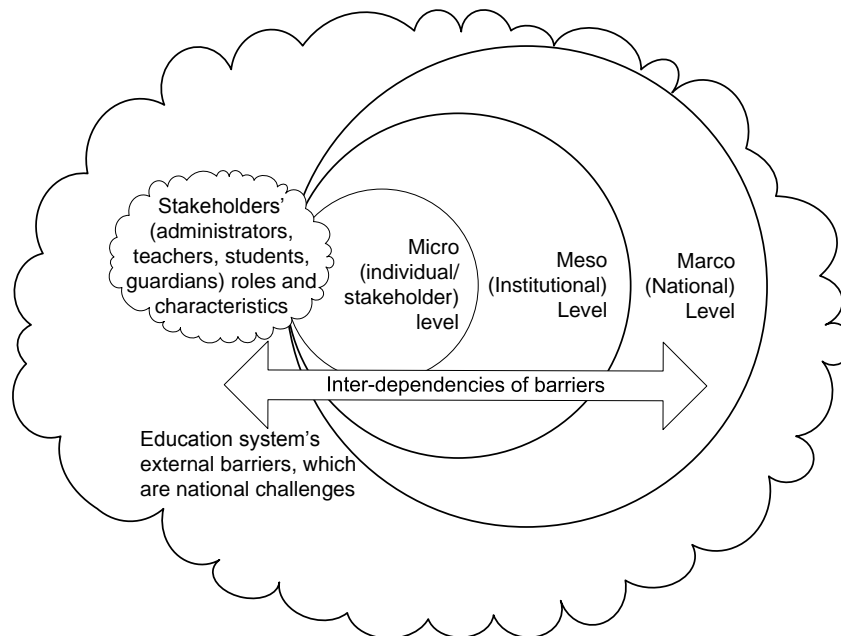 Stakeholders’
(administrators,
teachers, students,
guardians) roles and
characteristics
Micro
(individual/
stakeholder)
level
Meso
(Institutional)
Level
Marco
(National)
Level
Inter-dependencies of barriers
Education system’s
external barriers, which
are national challenges